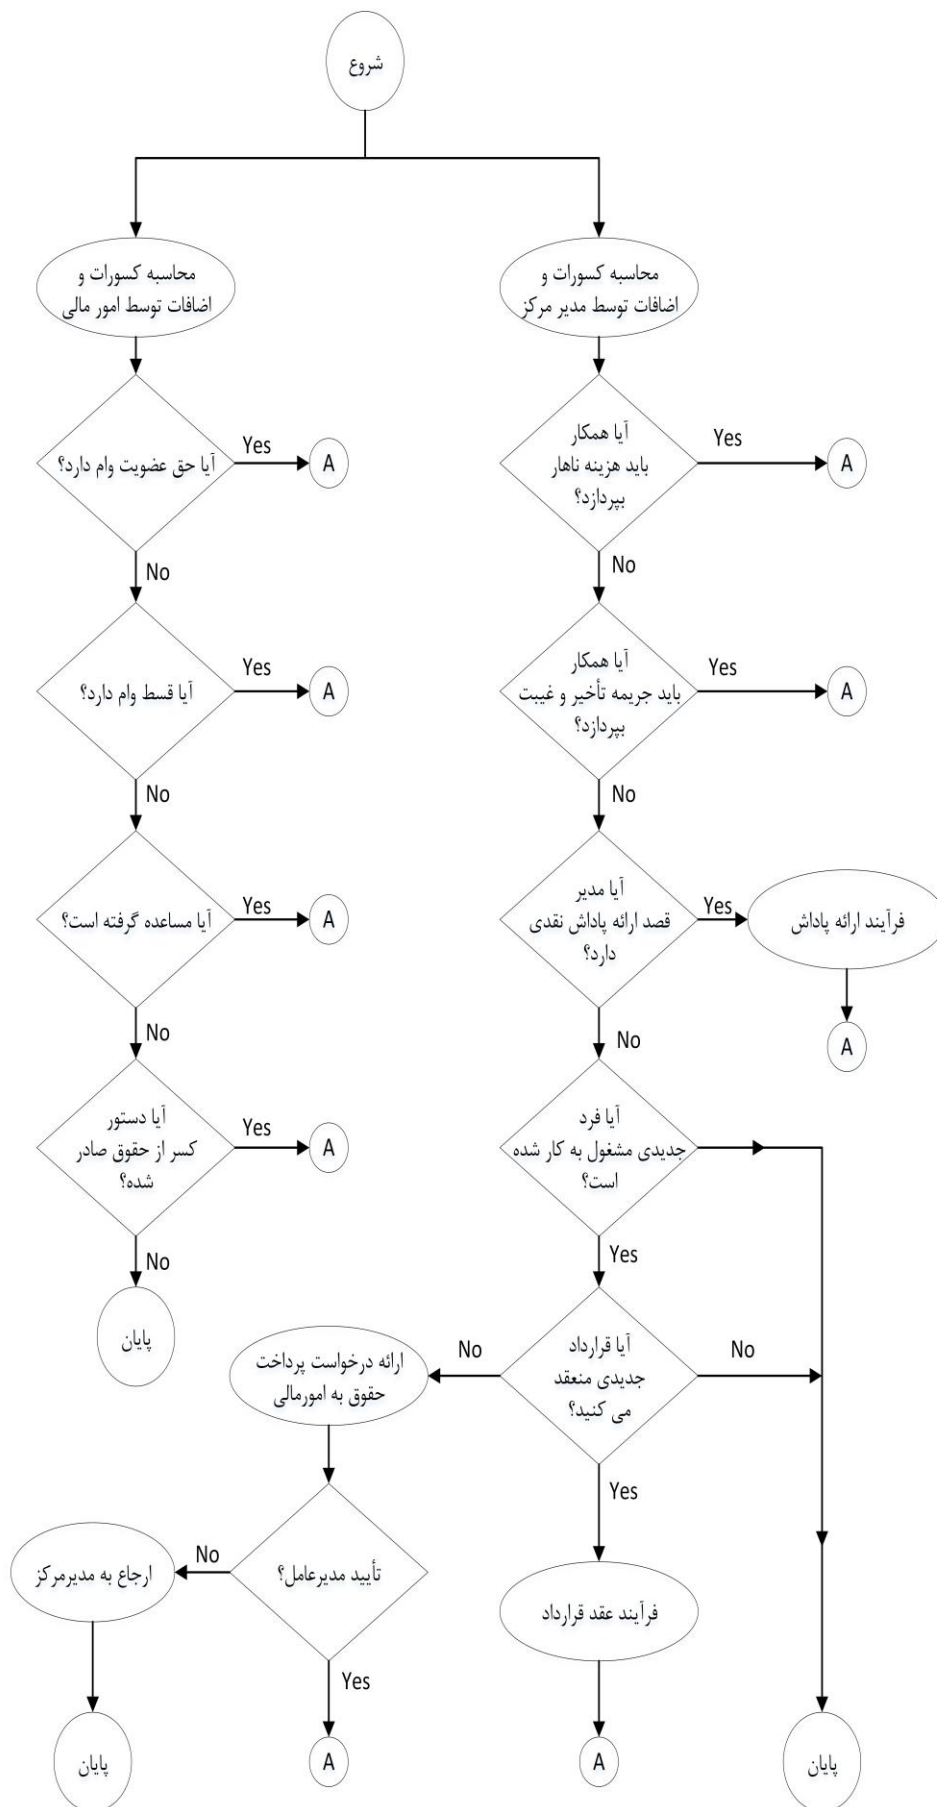 شروع
محاسبه کسورات و
اضافات توسط امور مالی
محاسبه کسورات و
اضافات توسط مدیر مرکز
آیا حق عضویت وام دارد؟
Yes
A
آیا همکار
باید هزینه ناهار
بپردازد؟
Yes
A
No
No
آیا قسط وام دارد؟
Yes
A
آیا همکار
باید جریمه تأخیر و غیبت
بپردازد؟
Yes
A
No
No
آیا مساعده گرفته است؟
Yes
A
آیا مدیر
قصد ارائه پاداش نقدی
دارد؟
Yes
فرآیند ارائه پاداش
A
No
No
آیا دستور
کسر از حقوق صادر
شده؟
Yes
A
آیا فرد
جدیدی مشغول به کار شده
است؟
No
Yes
پایان
ارائه درخواست پرداخت
حقوق به امورمالی
No
آیا قرارداد
جدیدی منعقد
می کنید؟
No
Yes
ارجاع به مدیرمرکز
No
تأیید مدیرعامل؟
فرآیند عقد قرارداد
Yes
پایان
A
A
پایان